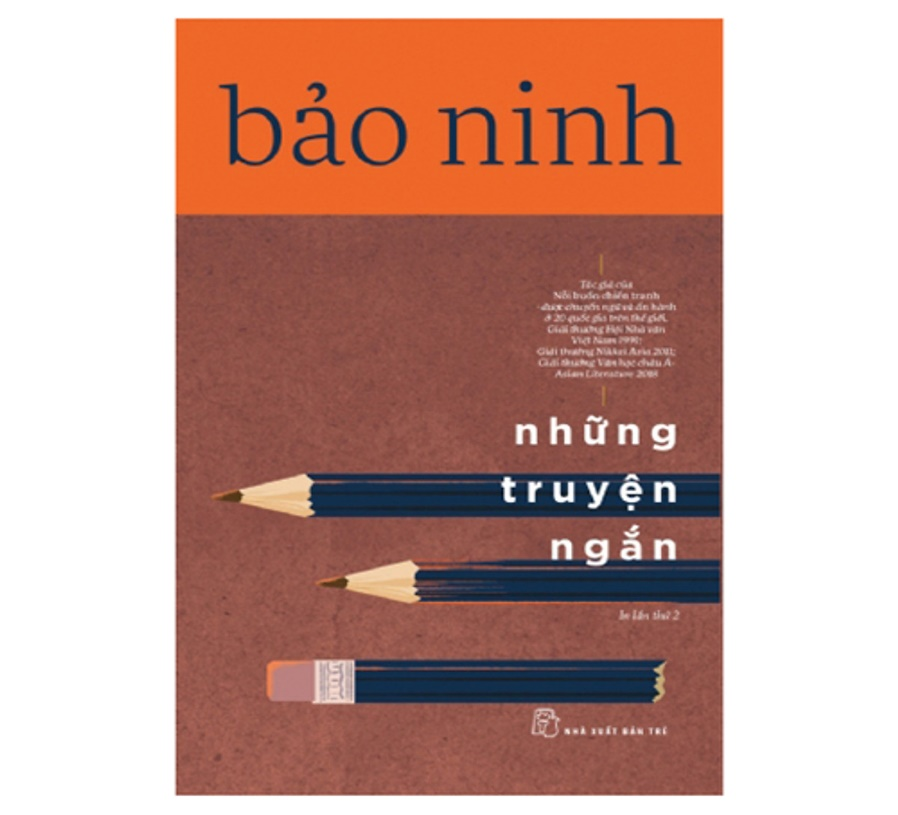 bảo ninh
Tác giả của
Nỗi buồn chiến tranh
-được chuyển ngữ và ấn hành
ở 20 quốc gia trên thế giới.
Giải thưởng Hội Nhà văn
Việt Nam 1991;
Giải thưởng Nikkei Asia 2011;
Giải thưởng Văn học châu Á-
Asian Literature 2018
những
truyện
ngắn
In lần thứ 2
NHÀ XUẤT BẢN TRẺ